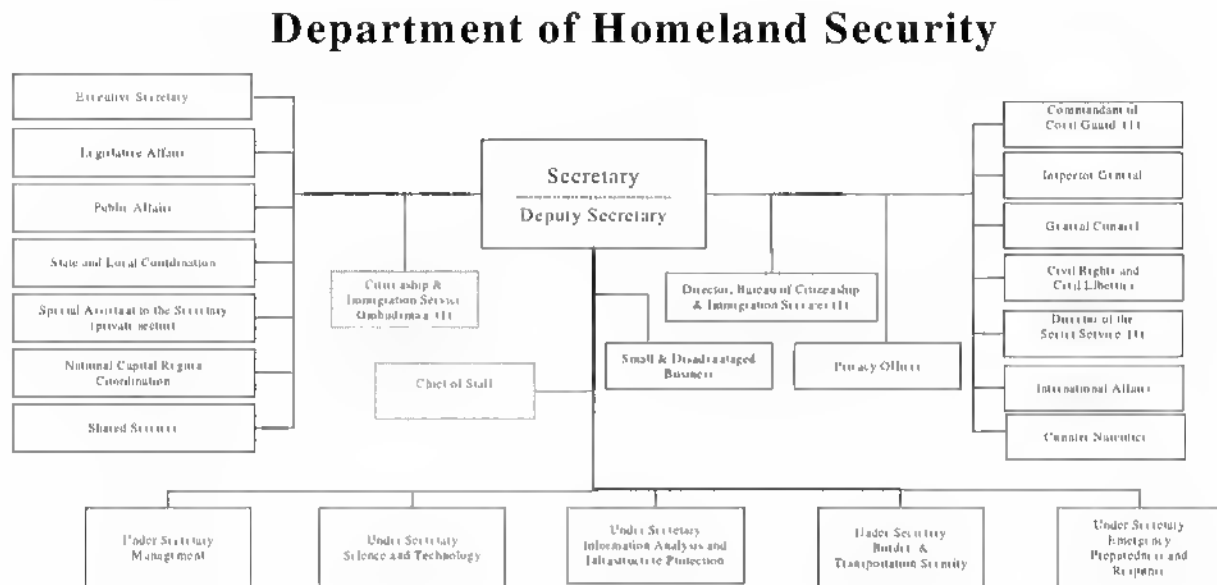 Department of Homeland Security
Executive Secretary
Legislative Affairs
Public Affairs
State and Local Coordination
Special Assistant to the Secretary
(private sector)
National Capital Region
Coordination
Shared Services
Secretary
Deputy Secretary
Citizenship &
Immigration Service
Ombudsman
Director, Bureau of Citizenship
& Immigration Services
Small & Disadvantaged
Business
Privacy Officer
Chief of Staff
Commandant of
Coast Guard
Inspector General
General Counsel
Civil Rights and
Civil Liberties
Director of the
Secret Service
International Affairs
Counter Narcotics
Under Secretary
Management
Under Secretary
Science and Technology
Under Secretary
Information Analysis and
Infrastructure Protection
Under Secretary
Border &
Transportation Security
Under Secretary
Emergency
Preparedness and
Response